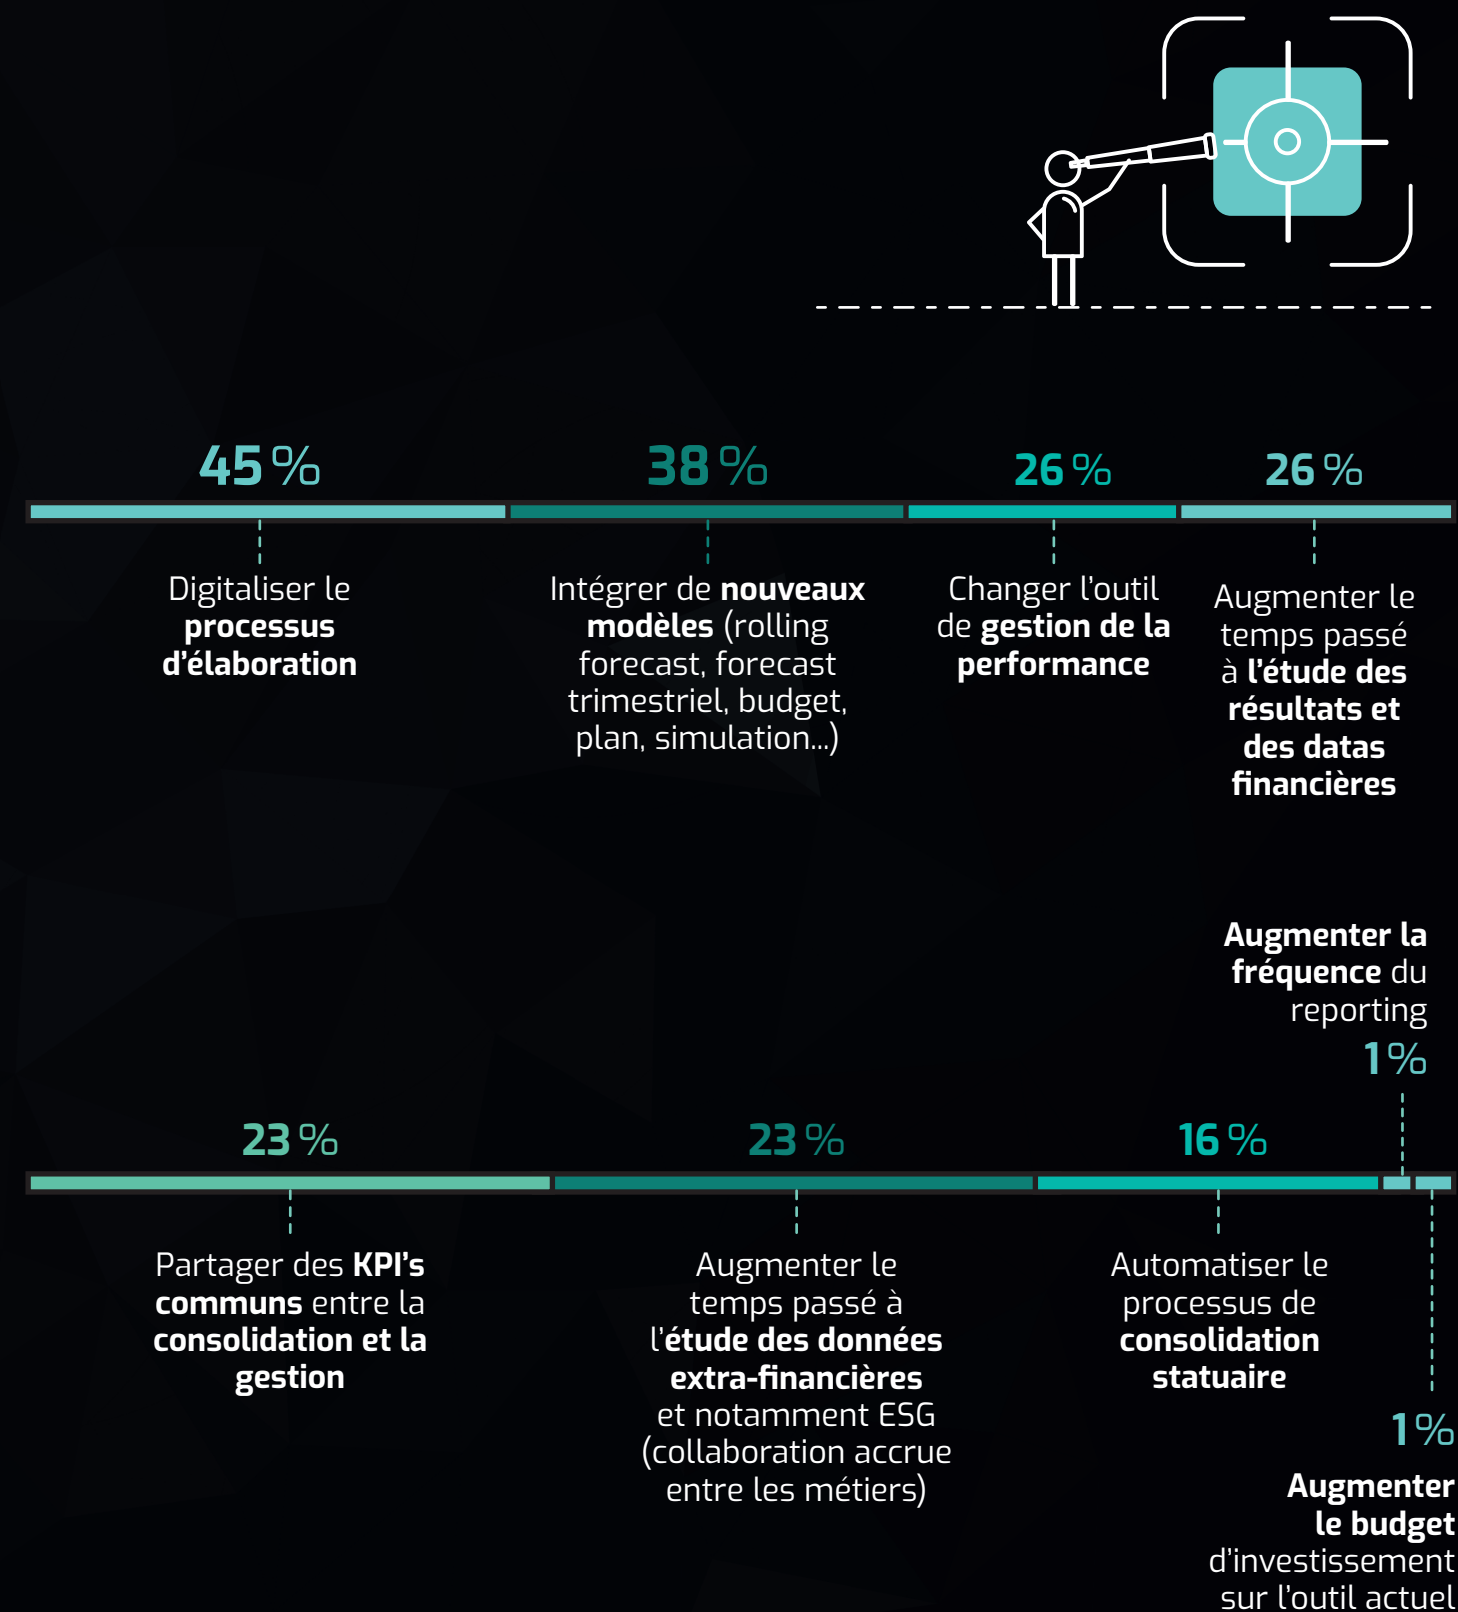 45 %
Digitaliser le
processus
d’élaboration
38 %
Intégrer de nouveaux
modèles (rolling
forecast, forecast
trimestriel, budget,
plan, simulation...)
26 %
Changer l’outil
de gestion de la
performance
26 %
Augmenter le
temps passé
à l’étude des
résultats et
des datas
financières
23 %
Partager des KPI’s
communs entre la
consolidation et la
gestion
23 %
Augmenter le
temps passé à
l’étude des données
extra-financières
et notamment ESG
(collaboration accrue
entre les métiers)
16 %
Automatiser le
processus de
consolidation
statuaire
Augmenter la
fréquence du
reporting
1 %
1 %
Augmenter
le budget
d’investissement
sur l’outil actuel